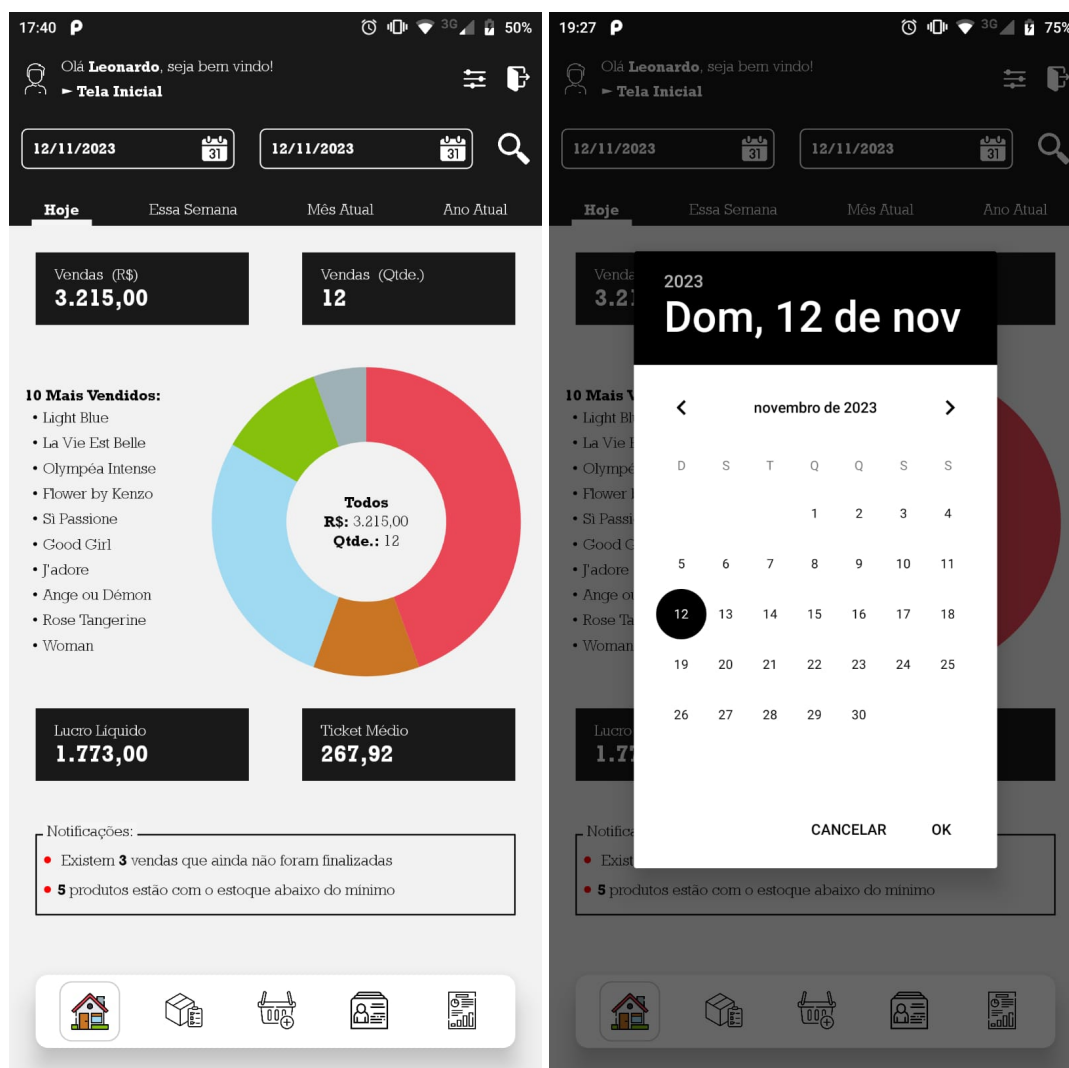 17:40 3G 50%
Olá Leonardo, seja bem vindo!
► Tela Inicial
12/11/2023 31 12/11/2023 31
Hoje Essa Semana Mês Atual Ano Atual
Vendas (R$) Vendas (Qtde.)
3.215,00 12
10 Mais Vendidos:
• Light Blue
• La Vie Est Belle
• Olympéa Intense
• Flower by Kenzo
• Sì Passione
• Good Girl
• J'adore
• Ange ou Démon
• Rose Tangerine
• Woman
Todos
R$: 3.215,00
Qtde.: 12
Lucro Líquido Ticket Médio
1.773,00 267,92
Notificações:
• Existem 3 vendas que ainda não foram finalizadas
• 5 produtos estão com o estoque abaixo do mínimo
19:27 3G 75%
Olá Leonardo, seja bem vindo!
► Tela Inicial
12/11/2023 31 12/11/2023 31
Hoje Essa Semana Mês Atual Ano Atual
Venda
3.21
10 Mais V
• Light Bl
• La Vie E
• Olympé
• Flower b
• Sì Passi
• Good G
• J'adore
• Ange ou
• Rose Ta
• Woman
2023
Dom, 12 de nov
novembro de 2023
D S T Q Q S S
1 2 3 4
5 6 7 8 9 10 11
12 13 14 15 16 17 18
19 20 21 22 23 24 25
26 27 28 29 30
CANCELAR OK
Lucro
1.77
Notifica
• Exist
• 5 produtos estão com o estoque abaixo do mínimo